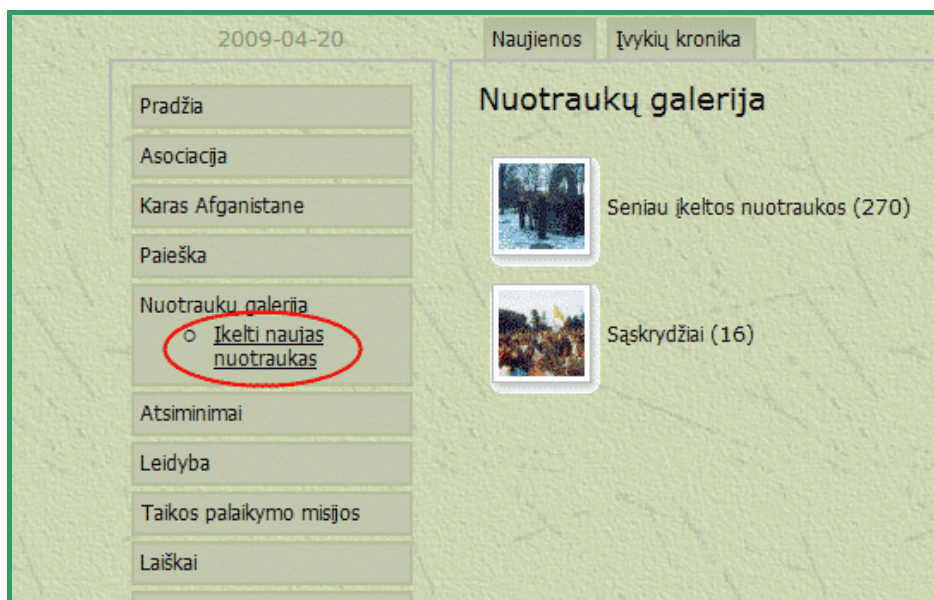 2009-04-20
Naujienos
Įvykių kronika
Pradžia
Asociacija
Karas Afganistane
Paieška
Nuotraukų galerija
Įkelti naujas
nuotraukas
Atsiminimai
Leidyba
Taikos palaikymo misijos
Laiškai
Nuotraukų galerija
Seniau įkeltos nuotraukos (270)
Sąskrydžiai (16)